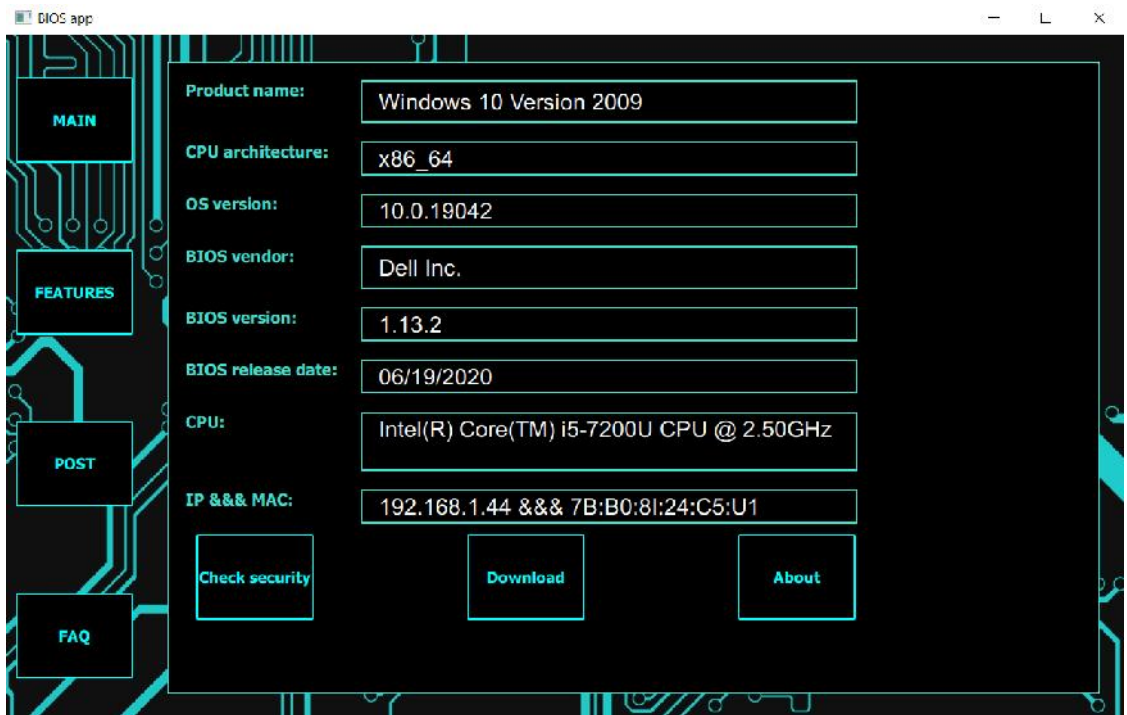 BIOS app
MAIN
FEATURES
POST
FAQ
Product name: Windows 10 Version 2009
CPU architecture: x86_64
OS version: 10.0.19042
BIOS vendor: Dell Inc.
BIOS version: 1.13.2
BIOS release date: 06/19/2020
CPU: Intel(R) Core(TM) i5-7200U CPU @ 2.50GHz
IP &&& MAC: 192.168.1.44 &&& 7B:B0:8I:24:C5:U1
Check security Download About